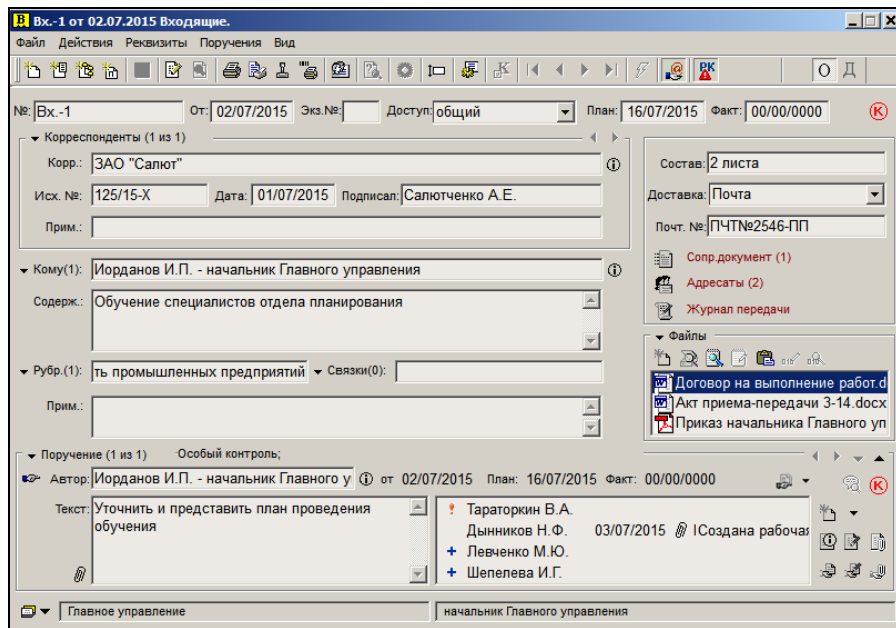 Вх.-1 от 02.07.2015 Входящие.
Файл Действия Реквизиты Поручения Вид
О Д
№: Вх.-1 От: 02/07/2015 Экз.№: Доступ: общий План: 16/07/2015 Факт: 00/00/0000 К
Корреспонденты (1 из 1)
Корр.: ЗАО "Салют"
Исх. №: 125/15-Х Дата: 01/07/2015 Подписал: Салютченко А.Е.
Прим.:
Состав: 2 листа
Доставка: Почта
Почт. №: ПЧТ№2546-ПП
Сопр.документ (1)
Адресаты (2)
Журнал передачи
Кому(1): Иорданов И.П. - начальник Главного управления
Содерж.: Обучение специалистов отдела планирования
Рубр.(1): ть промышленных предприятий Связки(0):
Прим.:
Файлы
Договор на выполнение работ.d
Акт приема-передачи 3-14.docx
Приказ начальника Главного уп
Поручение (1 из 1) Особый контроль;
Автор: Иорданов И.П. - начальник Главного у от 02/07/2015 План: 16/07/2015 Факт: 00/00/0000 К
Текст: Уточнить и представить план проведения
обучения
Тараторкин В.А.
Дынников Н.Ф. 03/07/2015 Создана рабочая
Левченко М.Ю.
Шепелева И.Г.
Главное управление начальник Главного управления